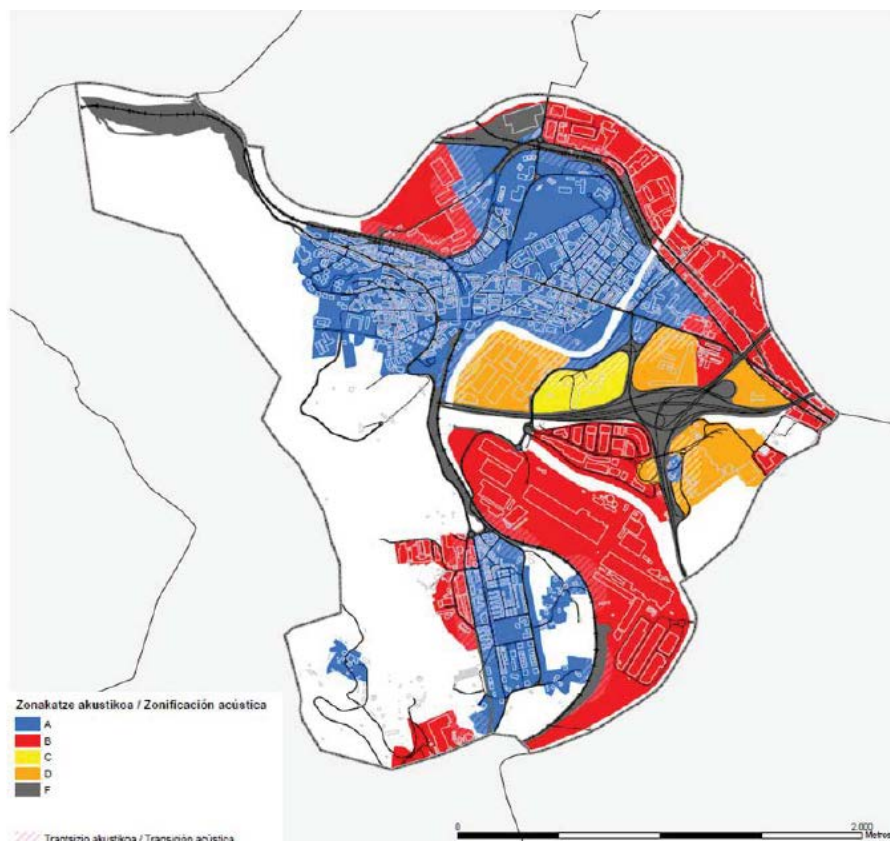 Zonakatze akustikoa / Zonificación acústica
A
B
C
D
F
Trantsizio akustikoa / Transición acústica
0
2.000
Metros